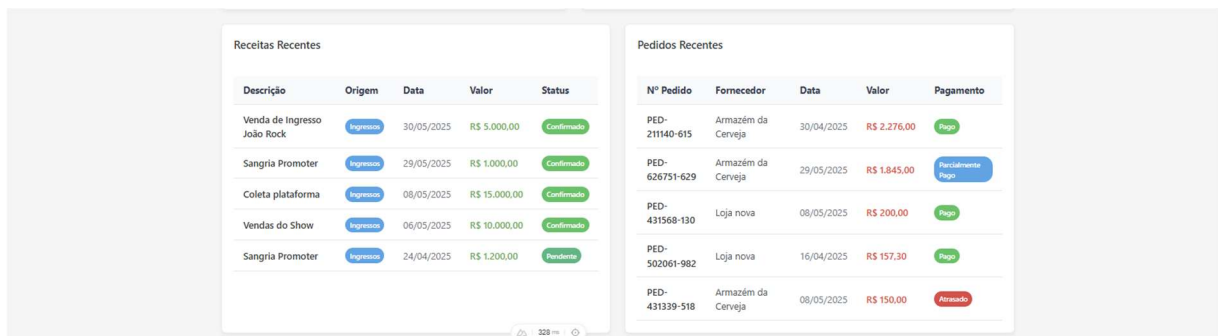 Receitas Recentes
Descrição Origem Data Valor Status
Venda de Ingresso
João Rock Ingressos 30/05/2025 R$ 5.000,00 Confirmado
Sangria Promoter Ingressos 29/05/2025 R$ 1.000,00 Confirmado
Coleta plataforma Ingressos 08/05/2025 R$ 15.000,00 Confirmado
Vendas do Show Ingressos 06/05/2025 R$ 10.000,00 Confirmado
Sangria Promoter Ingressos 24/04/2025 R$ 1.200,00 Pendente
Pedidos Recentes
Nº Pedido Fornecedor Data Valor Pagamento
PED- Armazém da
211140-615 Cerveja 30/04/2025 R$ 2.276,00 Pago
PED- Armazém da Parcialmente
626751-629 Cerveja 29/05/2025 R$ 1.845,00 Pago
PED-
431568-130 Loja nova 08/05/2025 R$ 200,00 Pago
PED-
502061-982 Loja nova 16/04/2025 R$ 157,30 Pago
PED- Armazém da
431339-518 Cerveja 08/05/2025 R$ 150,00 Atrasado
328 ms